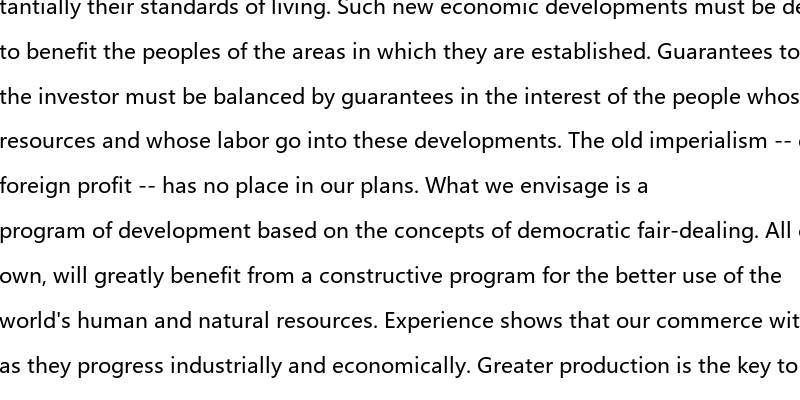 tantially their standards of living. Such new economic developments must be de
to benefit the peoples of the areas in which they are established. Guarantees to
the investor must be balanced by guarantees in the interest of the people whos
resources and whose labor go into these developments. The old imperialism --
foreign profit -- has no place in our plans. What we envisage is a
program of development based on the concepts of democratic fair-dealing. All
own, will greatly benefit from a constructive program for the better use of the
world's human and natural resources. Experience shows that our commerce wit
as they progress industrially and economically. Greater production is the key to